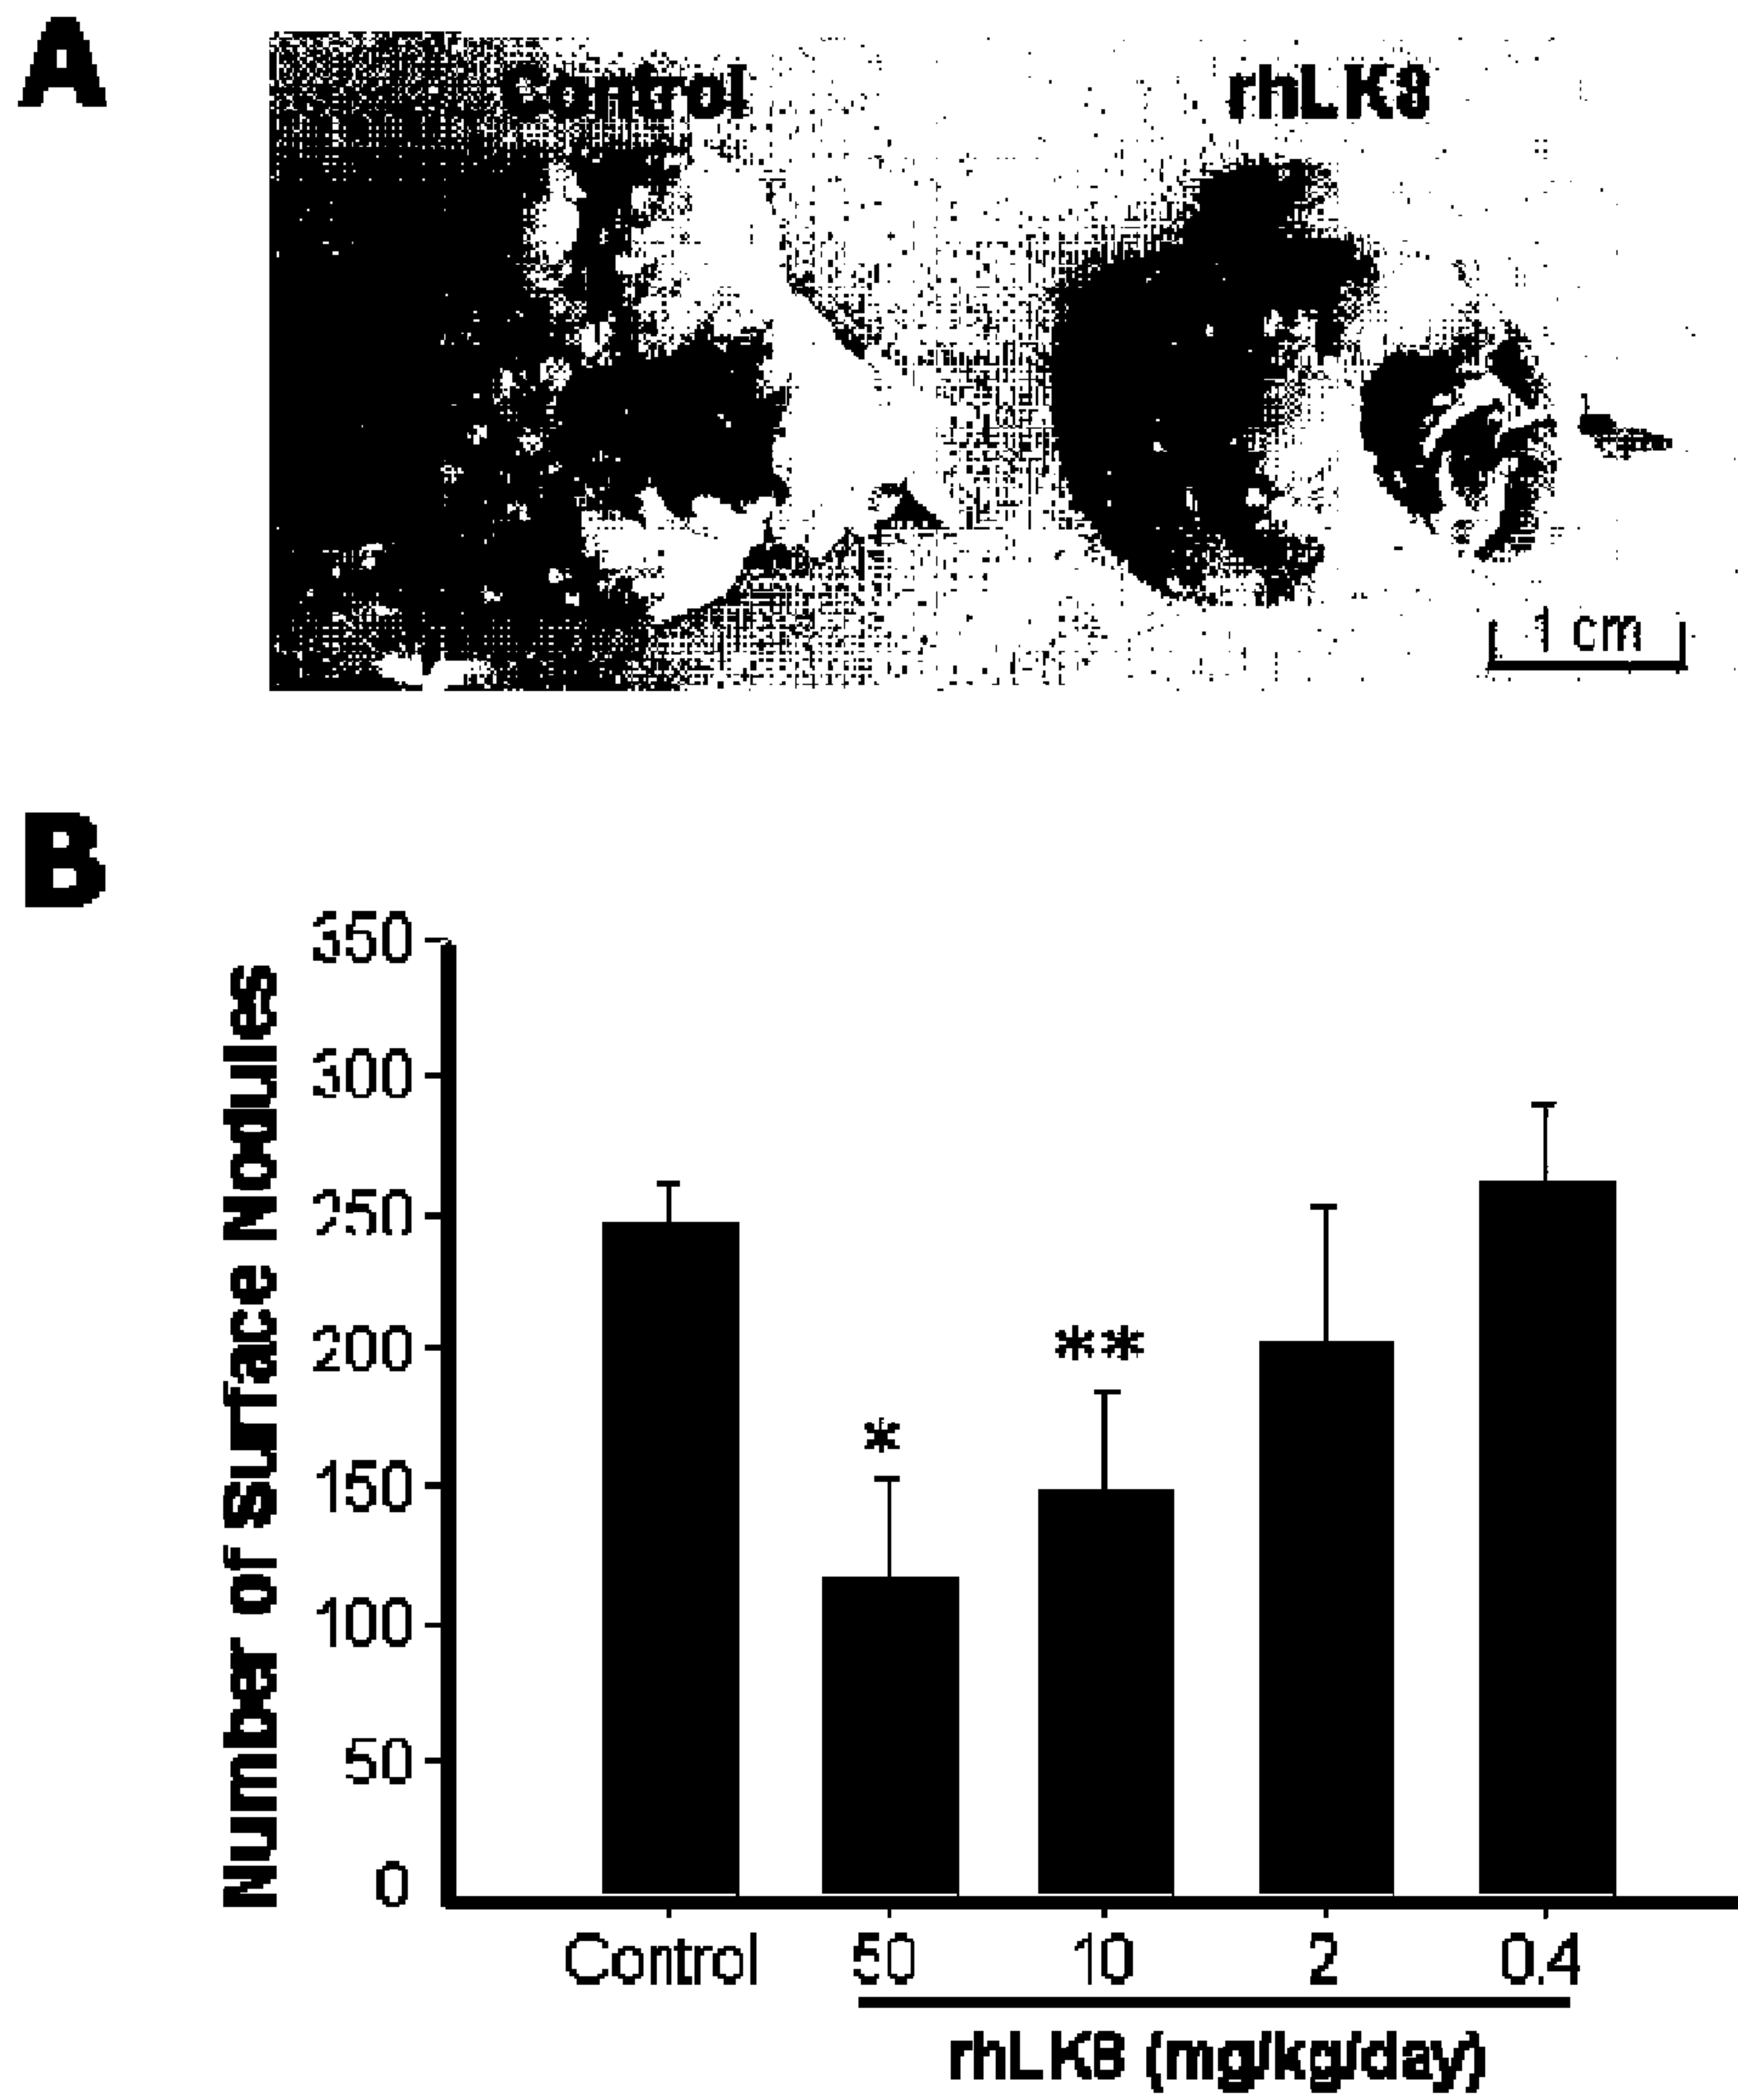 A
Control rhLK8
1 cm
B
Number of Surface Nodules
350
300
250
200
150
100
50
0
*
**
Control 50 10 2 0.4
rhLK8 (mg/kg/day)